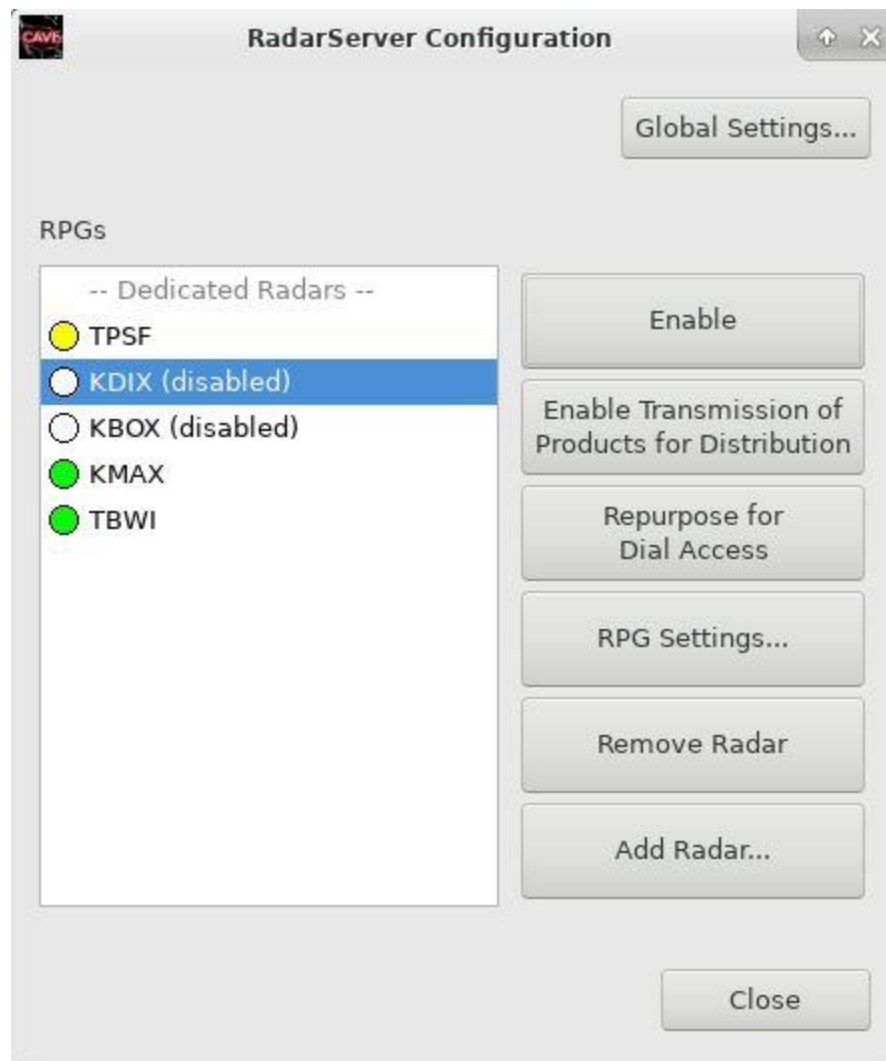 CAVE
RadarServer Configuration
Global Settings...
RPGs
-- Dedicated Radars --
TPSF
KDIX (disabled)
KBOX (disabled)
KMAX
TBWI
Enable
Enable Transmission of
Products for Distribution
Repurpose for
Dial Access
RPG Settings...
Remove Radar
Add Radar...
Close